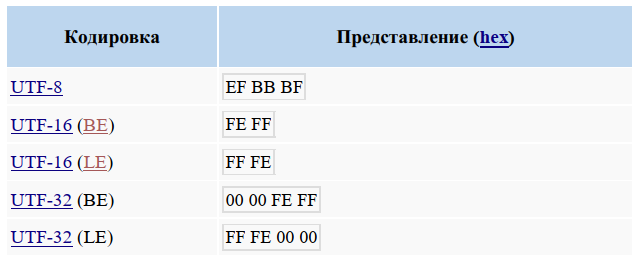 Кодировка Представление (hex)
UTF-8 EF BB BF
UTF-16 (BE) FE FF
UTF-16 (LE) FF FE
UTF-32 (BE) 00 00 FE FF
UTF-32 (LE) FF FE 00 00